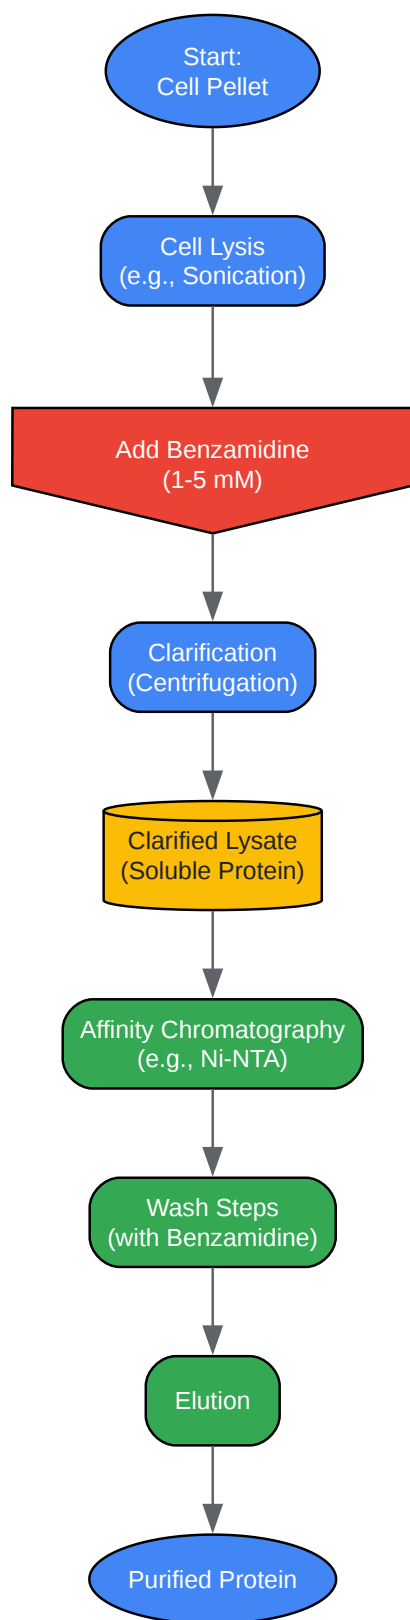 Start:
Cell Pellet
Cell Lysis
(e.g., Sonication)
Add Benzamidine
(1-5 mM)
Clarification
(Centrifugation)
Clarified Lysate
(Soluble Protein)
Affinity Chromatography
(e.g., Ni-NTA)
Wash Steps
(with Benzamidine)
Elution
Purified Protein